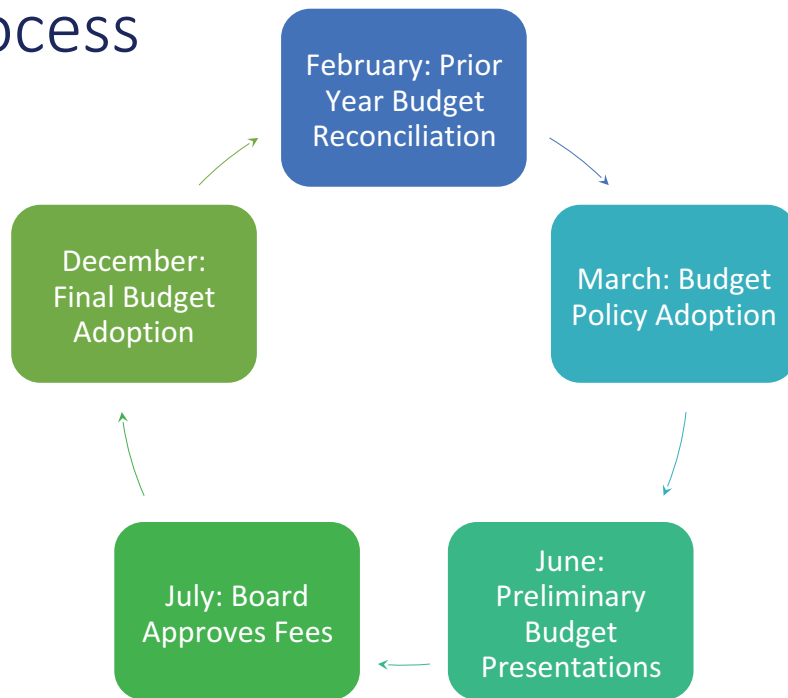 February: Prior
Year Budget
Reconciliation
March: Budget
Policy Adoption
June:
Preliminary
Budget
Presentations
July: Board
Approves Fees
December:
Final Budget
Adoption